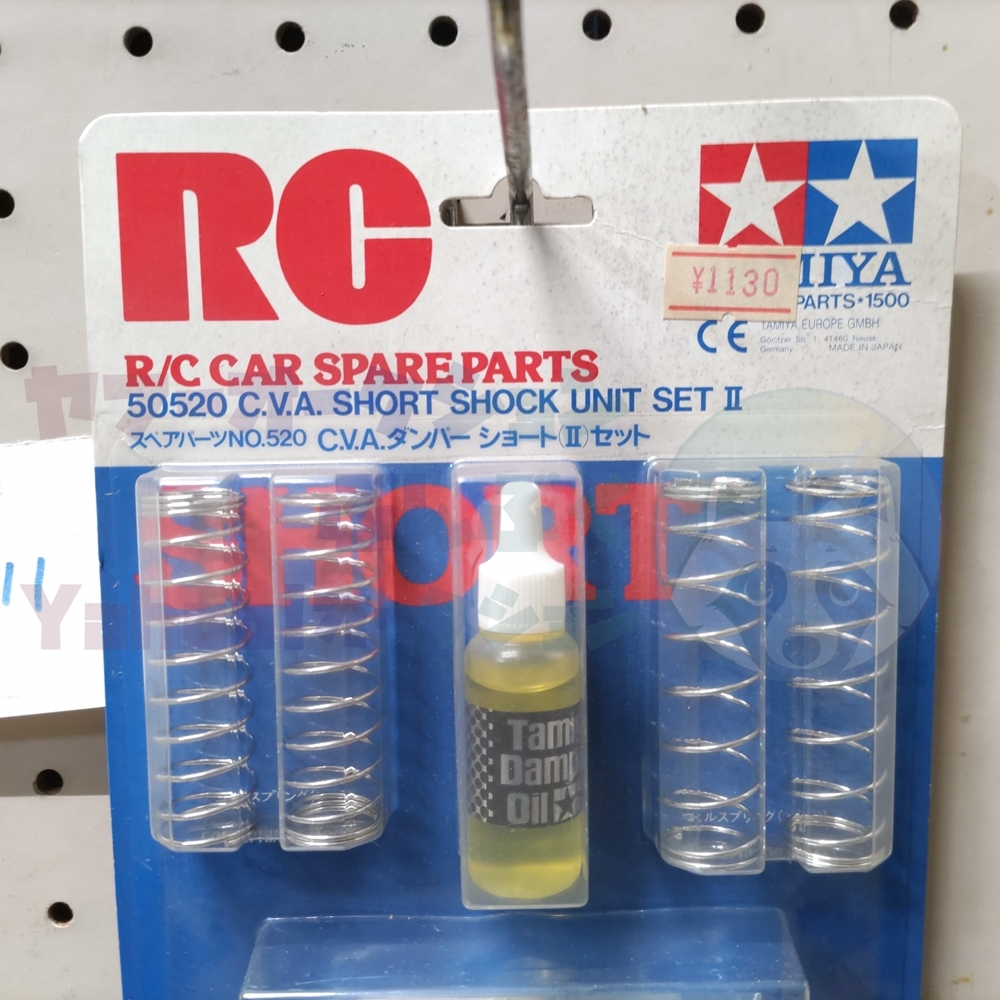 RC
TAMIYA
¥1130
PARTS★1500
CE
TAMIYA EUROPE GMBH
Germany MADE IN JAPAN
R/C CAR SPARE PARTS
50520 C.V.A. SHORT SHOCK UNIT SET II
スペアパーツNO.520 C.V.A.ダンパー ショート(II)セット
SHORT
Tami
Damp
Oil